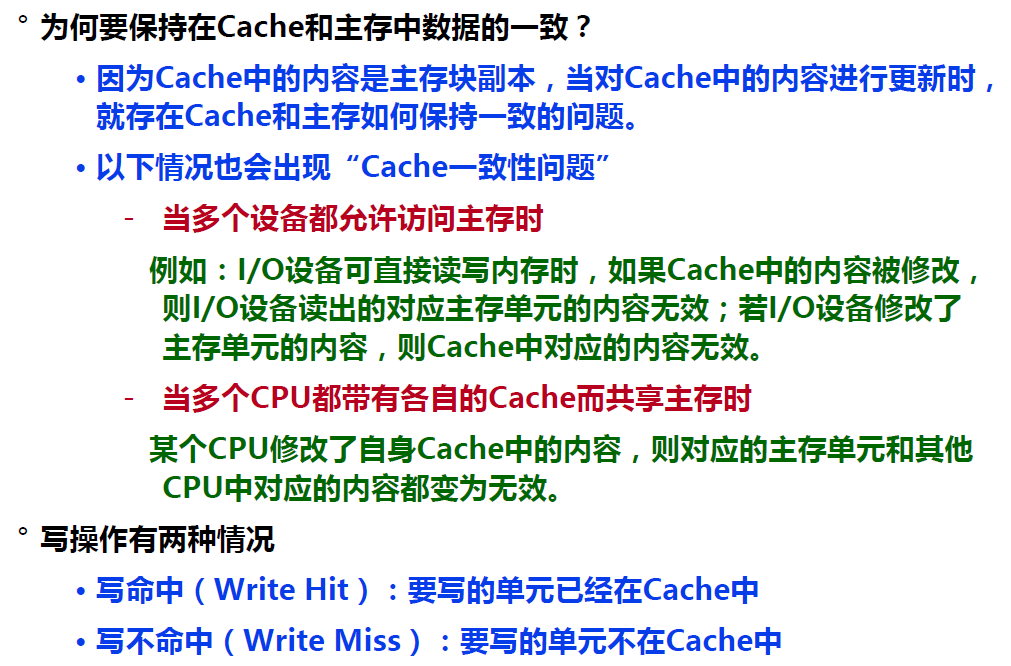 ° 为何要保持在Cache和主存中数据的一致？
• 因为Cache中的内容是主存块副本，当对Cache中的内容进行更新时，
就存在Cache和主存如何保持一致的问题。
• 以下情况也会出现“Cache一致性问题”
- 当多个设备都允许访问主存时
例如：I/O设备可直接读写内存时，如果Cache中的内容被修改，
则I/O设备读出的对应主存单元的内容无效；若I/O设备修改了
主存单元的内容，则Cache中对应的内容无效。
- 当多个CPU都带有各自的Cache而共享主存时
某个CPU修改了自身Cache中的内容，则对应的主存单元和其他
CPU中对应的内容都变为无效。
° 写操作有两种情况
• 写命中（Write Hit）：要写的单元已经在Cache中
• 写不命中（Write Miss）：要写的单元不在Cache中